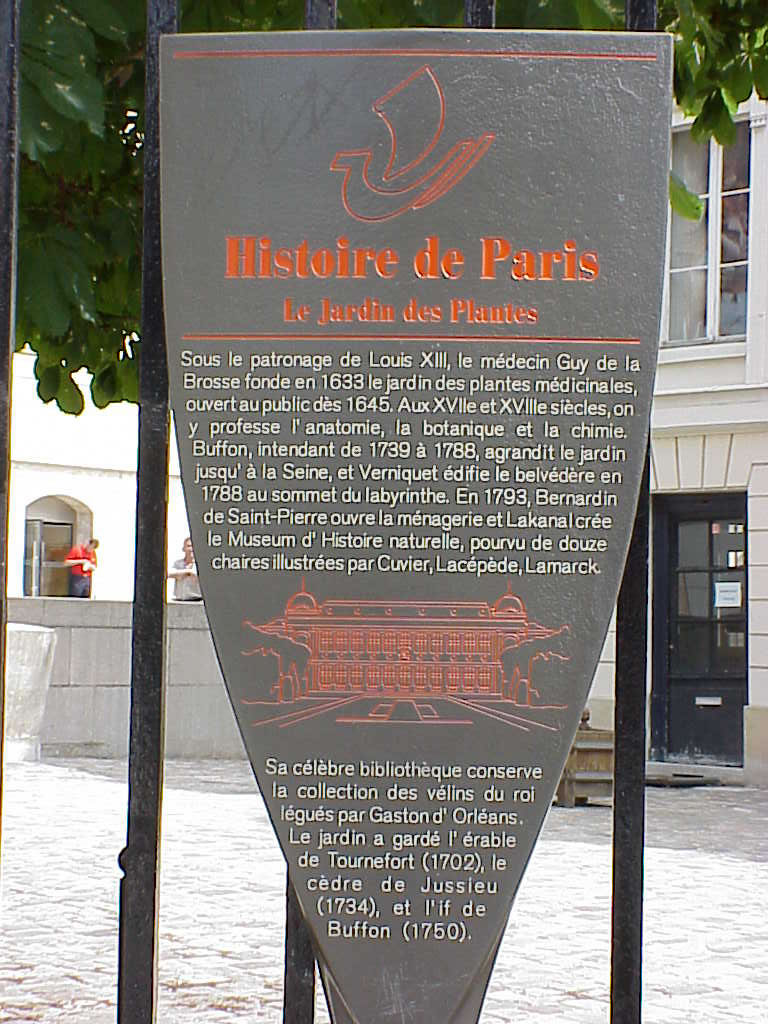 Histoire de Paris
Le Jardin des Plantes
Sous le patronage de Louis XIII, le médecin Guy de la
Brosse fonde en 1633 le jardin des plantes médicinales,
ouvert au public dès 1645. Aux XVIIe et XVIIIe siècles, on
y professe l' anatomie, la botanique et la chimie.
Buffon, intendant de 1739 à 1788, agrandit le jardin
jusqu' à la Seine, et Verniquet édifie le belvédère en
1788 au sommet du labyrinthe. En 1793, Bernardin
de Saint-Pierre ouvre la ménagerie et Lakanal crée
le Museum d' Histoire naturelle, pourvu de douze
chaires illustrées par Cuvier, Lacépède, Lamarck.
Sa célèbre bibliothèque conserve
la collection des vélins du roi
légués par Gaston d' Orléans.
Le jardin a gardé l' érable
de Tournefort (1702), le
cèdre de Jussieu
(1734), et l'if de
Buffon (1750).